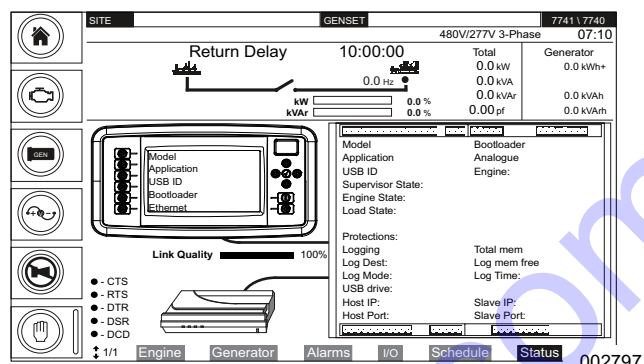 SITE GENSET 7741 \ 7740
480V/277V 3-Phase 07:10
Return Delay 10:00:00 Total Generator
0.0 kW 0.0 kWh+
0.0 Hz 0.0 kVA
0.0 kVAr 0.0 kVAh
kW 0.0 %
kVAr 0.0 % 0.00 pf 0.0 kVArh
GEN
Model
Application
USB ID
Bootloader
Ethernet
Link Quality 100%
- CTS
- RTS
- DTR
- DSR
- DCD
Model Bootloader
Application Analogue
USB ID Engine:
Supervisor State:
Engine State:
Load State:
Protections:
Logging Total mem
Log Dest: Log mem free
Log Mode: Log Time:
USB drive:
Host IP: Slave IP:
Host Port: Slave Port:
1/1 Engine Generator Alarms I/O Schedule Status
002797